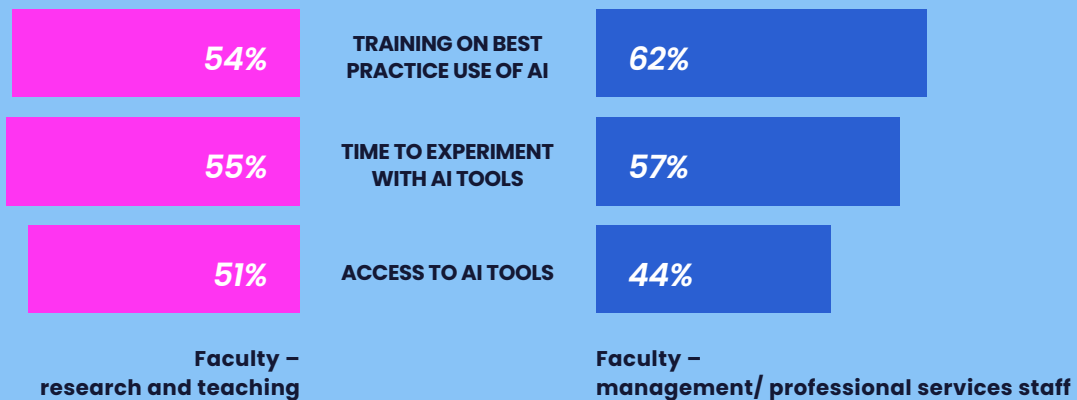 54%
TRAINING ON BEST
PRACTICE USE OF AI
62%
55%
TIME TO EXPERIMENT
WITH AI TOOLS
57%
51%
ACCESS TO AI TOOLS
44%
Faculty –
research and teaching
Faculty –
management/ professional services staff